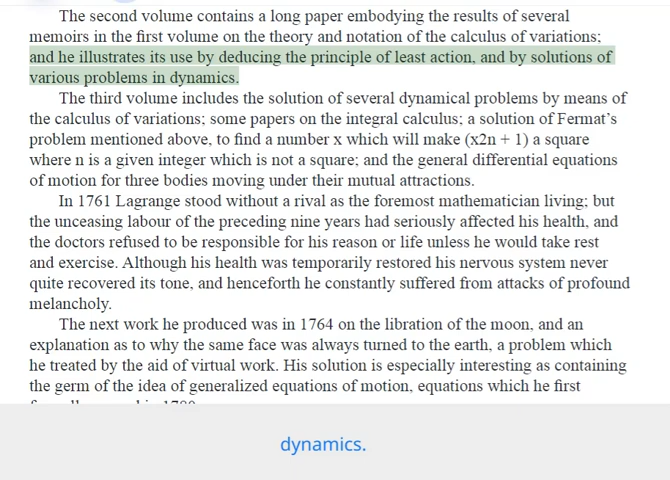 The second volume contains a long paper embodying the results of several
memoirs in the first volume on the theory and notation of the calculus of variations;
and he illustrates its use by deducing the principle of least action, and by solutions of
various problems in dynamics.
The third volume includes the solution of several dynamical problems by means of
the calculus of variations; some papers on the integral calculus; a solution of Fermat’s
problem mentioned above, to find a number x which will make (x2n + 1) a square
where n is a given integer which is not a square; and the general differential equations
of motion for three bodies moving under their mutual attractions.
In 1761 Lagrange stood without a rival as the foremost mathematician living; but
the unceasing labour of the preceding nine years had seriously affected his health, and
the doctors refused to be responsible for his reason or life unless he would take rest
and exercise. Although his health was temporarily restored his nervous system never
quite recovered its tone, and henceforth he constantly suffered from attacks of profound
melancholy.
The next work he produced was in 1764 on the libration of the moon, and an
explanation as to why the same face was always turned to the earth, a problem which
he treated by the aid of virtual work. His solution is especially interesting as containing
the germ of the idea of generalized equations of motion, equations which he first
dynamics.